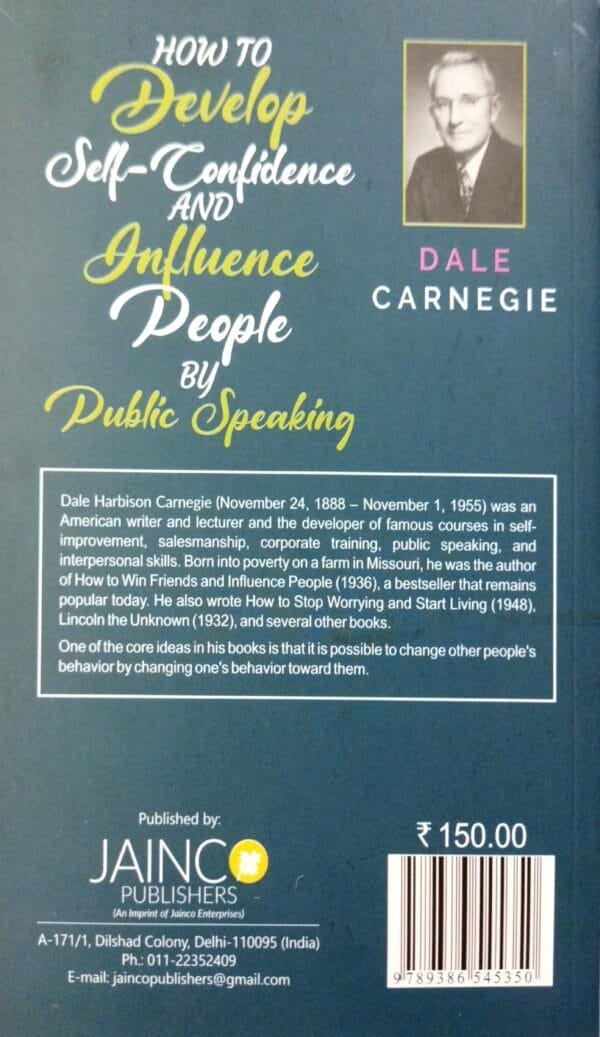 HOW TO
Develop
Self-Confidence
AND
Influence
People
BY
Public Speaking
DALE
CARNEGIE
Dale Harbison Carnegie (November 24, 1888 – November 1, 1955) was an
American writer and lecturer and the developer of famous courses in self-
improvement, salesmanship, corporate training, public speaking, and
interpersonal skills. Born into poverty on a farm in Missouri, he was the author
of How to Win Friends and Influence People (1936), a bestseller that remains
popular today. He also wrote How to Stop Worrying and Start Living (1948),
Lincoln the Unknown (1932), and several other books.
One of the core ideas in his books is that it is possible to change other people's
behavior by changing one's behavior toward them.
Published by:
JAINCO
PUBLISHERS
(An Imprint of Jainco Enterprises)
A-171/1, Dilshad Colony, Delhi-110095 (India)
Ph.: 011-22352409
E-mail: jaincopublishers@gmail.com
₹ 150.00
9 789386 545350